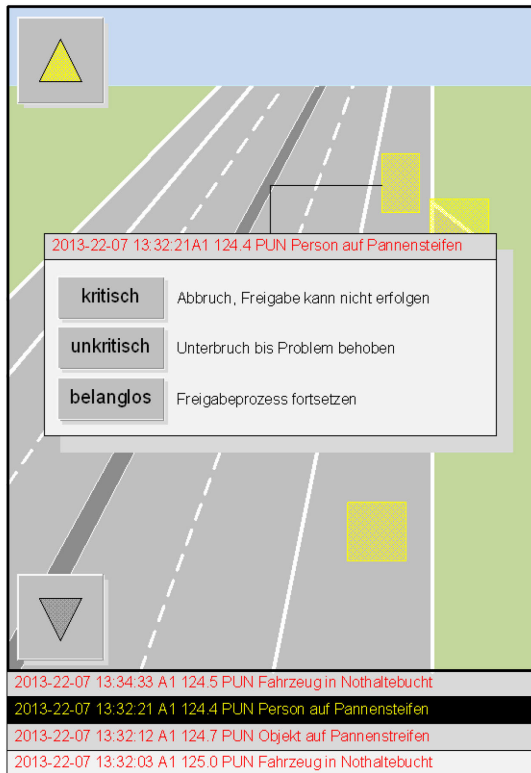 2013-22-07 13:32:21A1 124.4 PUN Person auf Pannensteifen
kritisch Abbruch, Freigabe kann nicht erfolgen
unkritisch Unterbruch bis Problem behoben
belanglos Freigabeprozess fortsetzen
2013-22-07 13:34:33 A1 124.5 PUN Fahrzeug in Nothaltebucht
2013-22-07 13:32:21 A1 124.4 PUN Person auf Pannensteifen
2013-22-07 13:32:12 A1 124.7 PUN Objekt auf Pannenstreifen
2013-22-07 13:32:03 A1 125.0 PUN Fahrzeug in Nothaltebucht